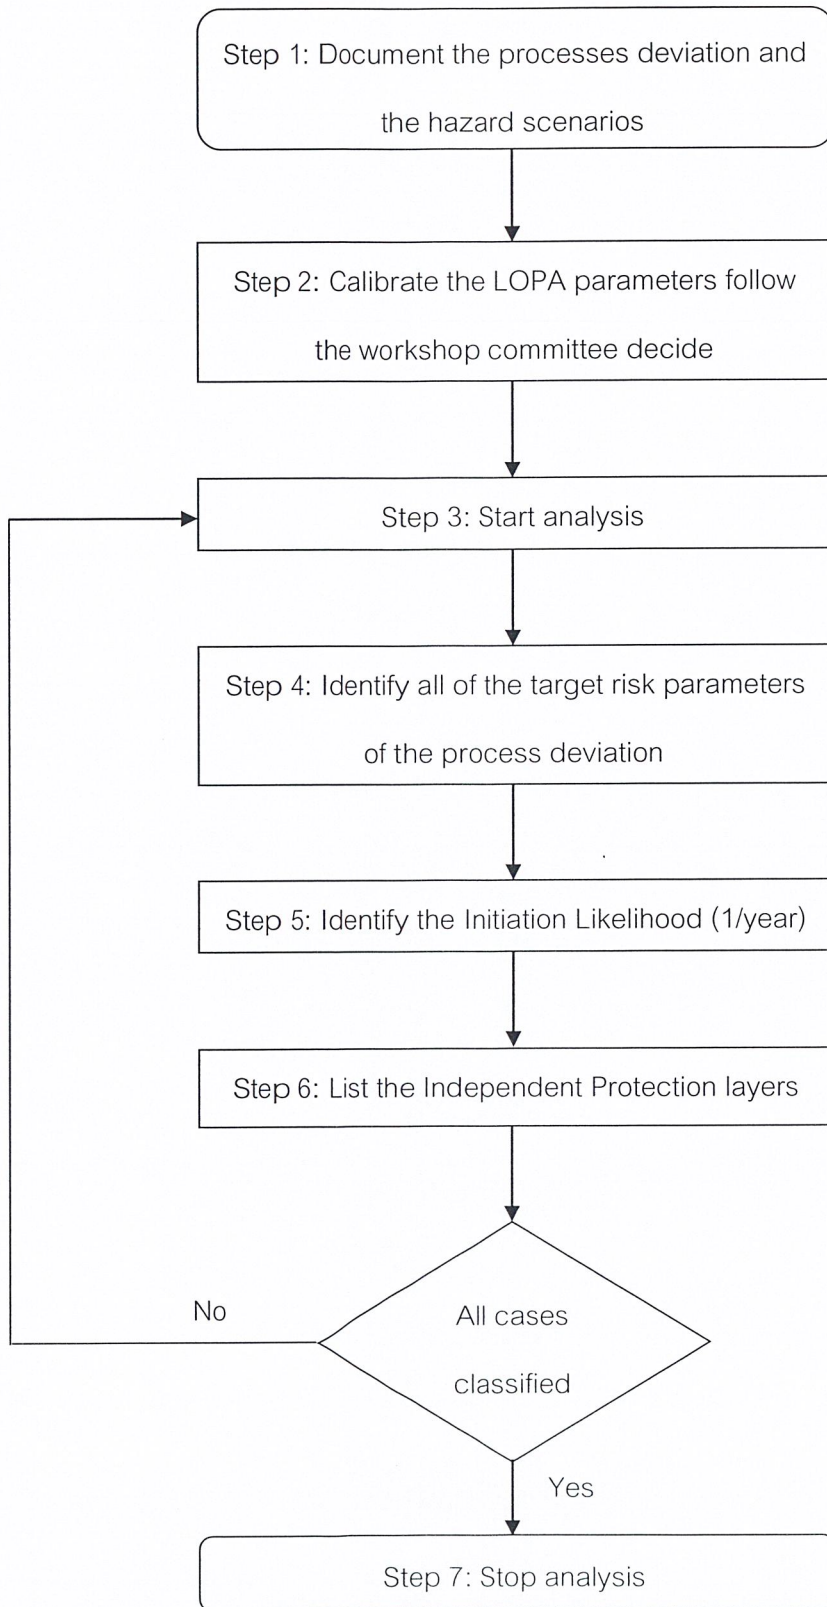 Step 1: Document the processes deviation and
the hazard scenarios
Step 2: Calibrate the LOPA parameters follow
the workshop committee decide
Step 3: Start analysis
Step 4: Identify all of the target risk parameters
of the process deviation
Step 5: Identify the Initiation Likelihood (1/year)
Step 6: List the Independent Protection layers
No
All cases
classified
Yes
Step 7: Stop analysis